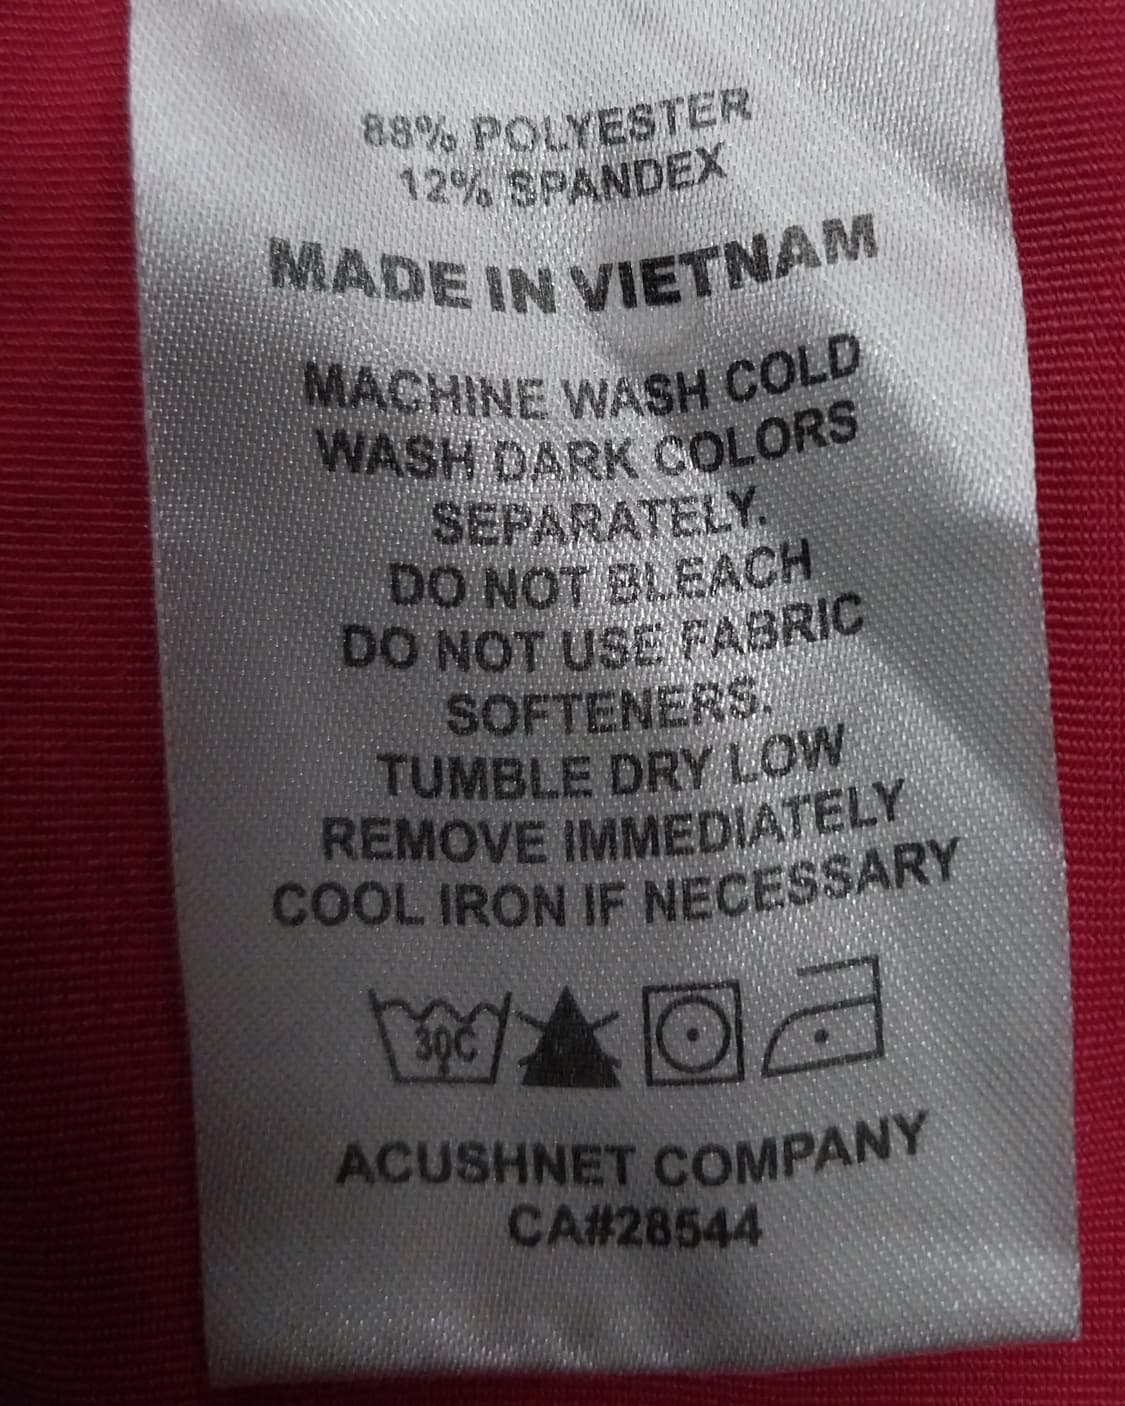 88% POLYESTER
12% SPANDEX
MADE IN VIETNAM
MACHINE WASH COLD
WASH DARK COLORS
SEPARATELY.
DO NOT BLEACH
DO NOT USE FABRIC
SOFTENERS.
TUMBLE DRY LOW
REMOVE IMMEDIATELY
COOL IRON IF NECESSARY
30C
ACUSHNET COMPANY
CA#28544